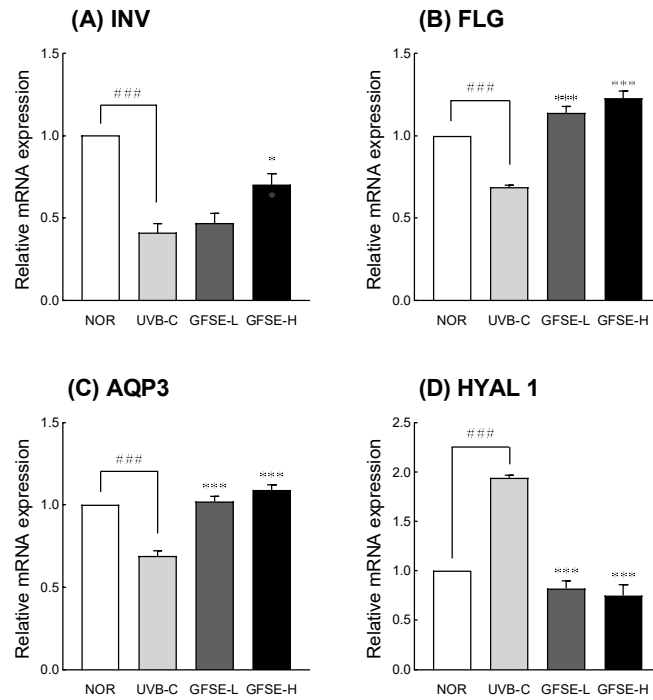 (A) INV
Relative mRNA expression
1.5
1.0
0.5
0.0
###
*
*
NOR UVB-C GFSE-L GFSE-H
(B) FLG
Relative mRNA expression
1.5
1.0
0.5
0.0
###
***
***
NOR UVB-C GFSE-L GFSE-H
(C) AQP3
Relative mRNA expression
1.5
1.0
0.5
0.0
###
***
***
NOR UVB-C GFSE-L GFSE-H
(D) HYAL 1
Relative mRNA expression
2.5
2.0
1.5
1.0
0.5
0.0
###
***
***
NOR UVB-C GFSE-L GFSE-H